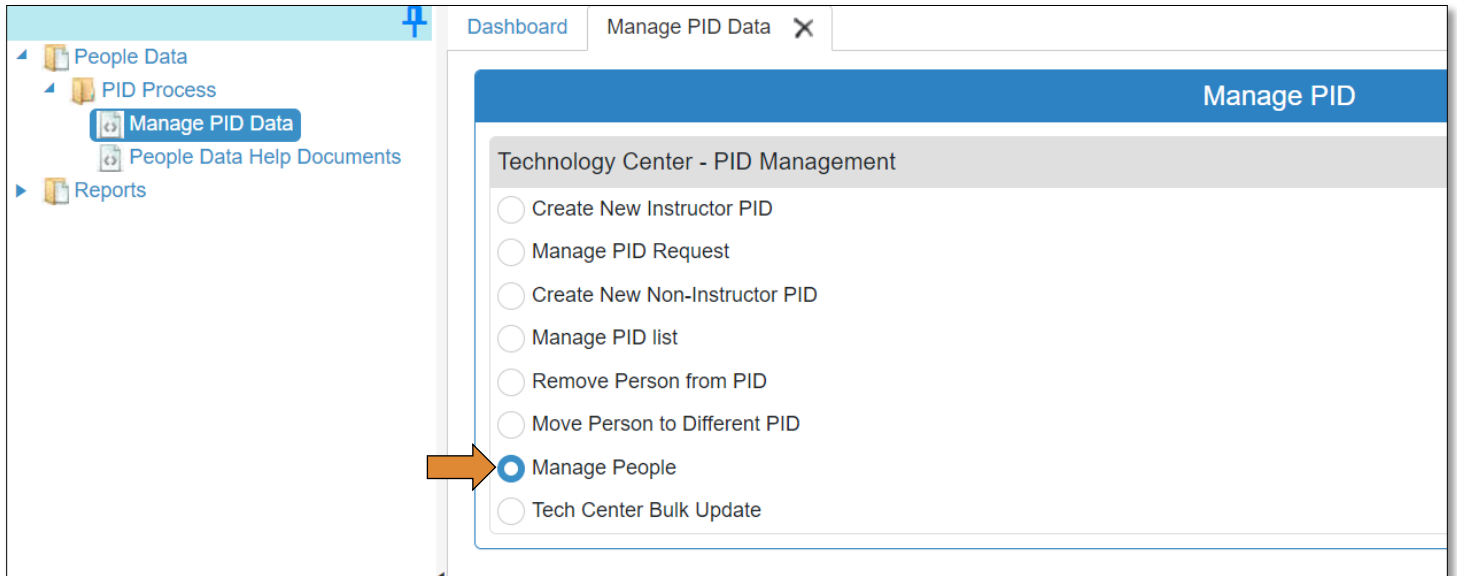 Dashboard
Manage PID Data
People Data
PID Process
Manage PID Data
People Data Help Documents
Reports
Manage PID
Technology Center - PID Management
Create New Instructor PID
Manage PID Request
Create New Non-Instructor PID
Manage PID list
Remove Person from PID
Move Person to Different PID
Manage People
Tech Center Bulk Update